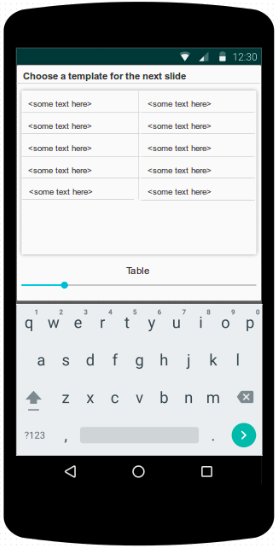 12:30
Choose a template for the next slide
<some text here> <some text here>
<some text here> <some text here>
<some text here> <some text here>
<some text here> <some text here>
<some text here> <some text here>
Table
1 2 3 4 5 6 7 8 9 0
q w e r t y u i o p
a s d f g h j k l
z x c v b n m
?123 , .